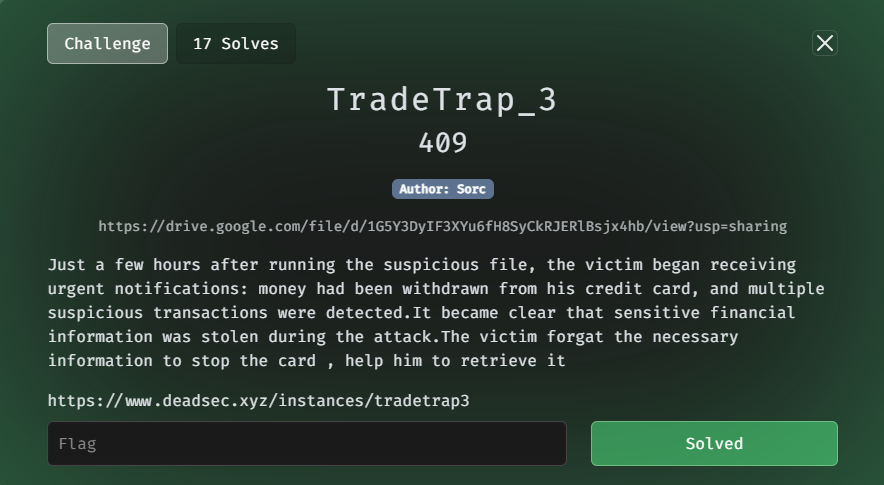 Challenge
17 Solves
TradeTrap_3
409
Author: Sorc
https://drive.google.com/file/d/1G5Y3DyIF3XYu6fH8SyCkRJERlBsjx4hb/view?usp=sharing
Just a few hours after running the suspicious file, the victim began receiving
urgent notifications: money had been withdrawn from his credit card, and multiple
suspicious transactions were detected.It became clear that sensitive financial
information was stolen during the attack.The victim forgat the necessary
information to stop the card , help him to retrieve it
https://www.deadsec.xyz/instances/tradetrap3
Flag
Solved